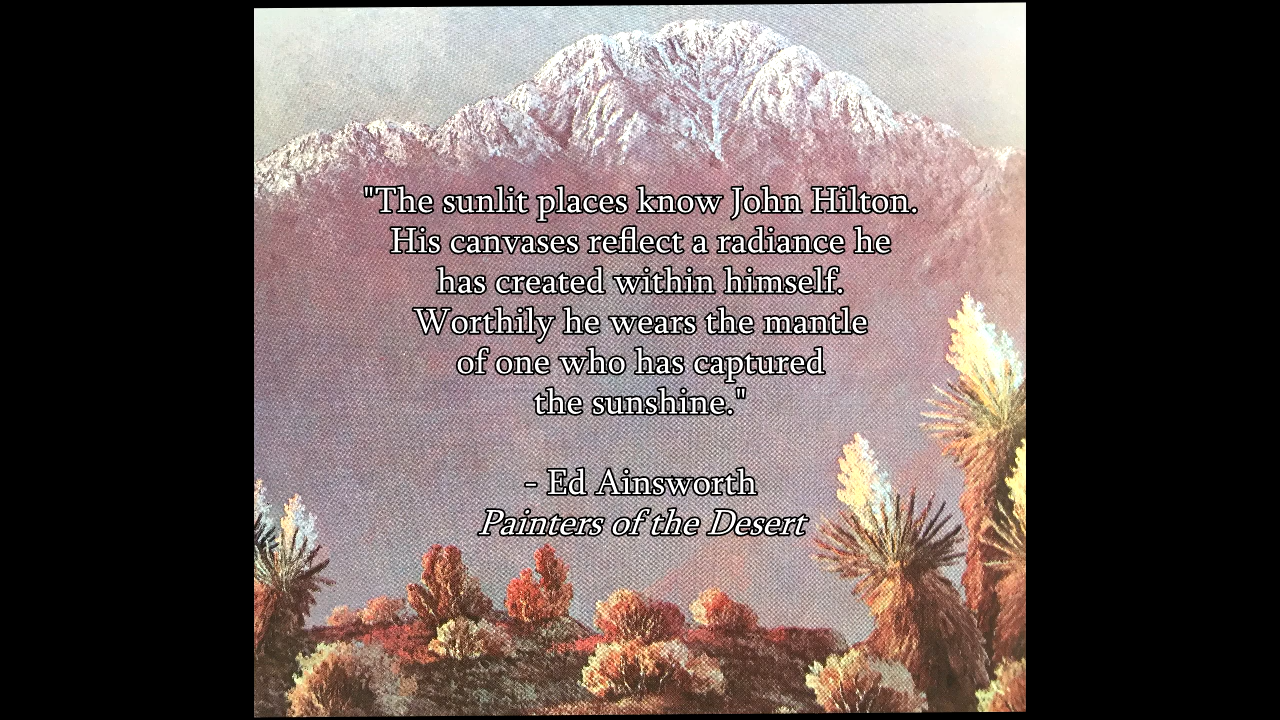 "The sunlit places know John Hilton.
His canvases reflect a radiance he
has created within himself.
Worthily he wears the mantle
of one who has captured
the sunshine."
- Ed Ainsworth
Painters of the Desert